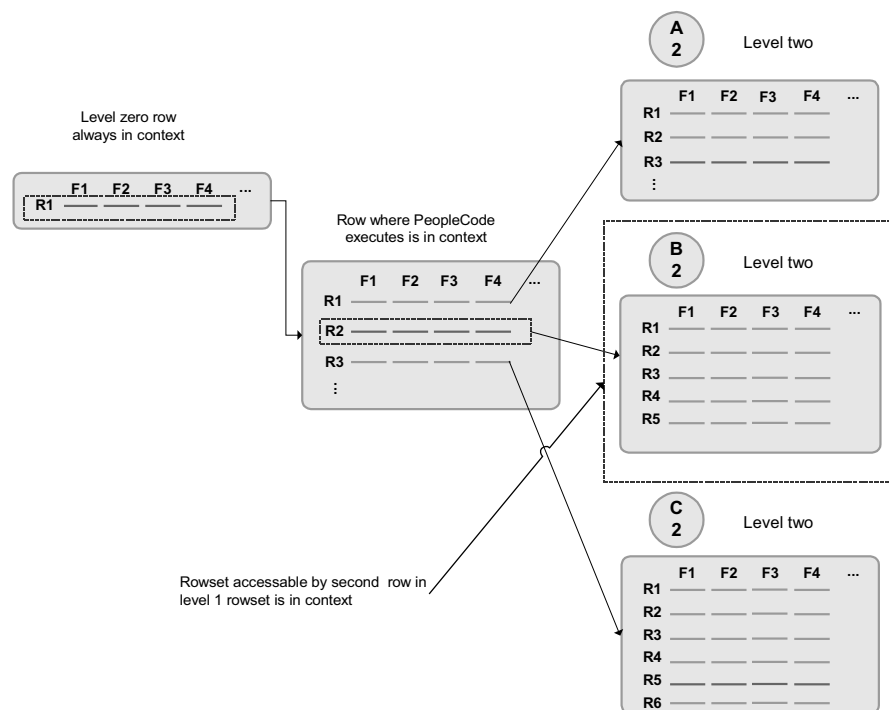 Level zero row
always in context
F1 F2 F3 F4 ...
R1
Row where PeopleCode
executes is in context
F1 F2 F3 F4 ...
R1
R2
R3
...
A
2
Level two
F1 F2 F3 F4 ...
R1
R2
R3
...
B
2
Level two
F1 F2 F3 F4 ...
R1
R2
R3
R4
R5
Rowset accessable by second row in
level 1 rowset is in context
C
2
Level two
F1 F2 F3 F4 ...
R1
R2
R3
R4
R5
R6